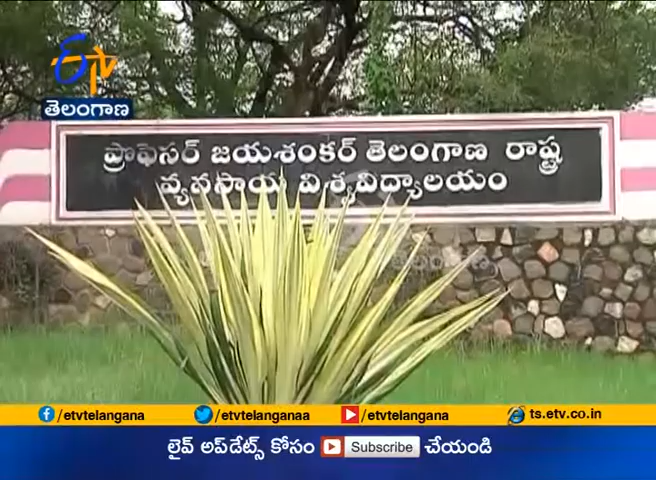 etv
తెలంగాణ
ప్రొఫెసర్ జయశంకర్ తెలంగాణ రాష్ట్ర
వ్యవసాయ విశ్వవిద్యాలయం
/etvtelangana /etvtelanganaa /etvtelangana ts.etv.co.in
లైవ్ అప్‌డేట్స్ కోసం Subscribe చేయండి